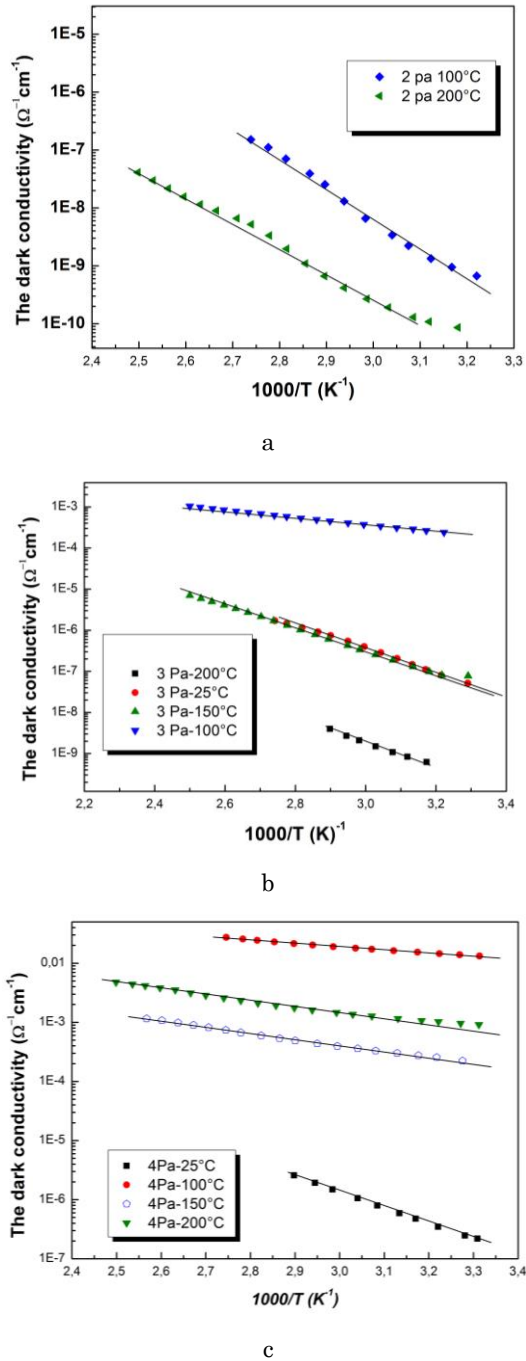 The dark conductivity (Ω⁻¹cm⁻¹)
1E-5
1E-6
1E-7
1E-8
1E-9
1E-10
2 pa 100°C
2 pa 200°C
2,4 2,5 2,6 2,7 2,8 2,9 3,0 3,1 3,2 3,3
1000/T (K⁻¹)
a
The dark conductivity (Ω⁻¹cm⁻¹)
1E-3
1E-4
1E-5
1E-6
1E-7
1E-8
1E-9
3 Pa-200°C
3 Pa-25°C
3 Pa-150°C
3 Pa-100°C
2,2 2,4 2,6 2,8 3,0 3,2 3,4
1000/T (K)⁻¹
b
The dark conductivity (Ω⁻¹cm⁻¹)
0,01
1E-3
1E-4
1E-5
1E-6
1E-7
4Pa-25°C
4Pa-100°C
4Pa-150°C
4Pa-200°C
2,4 2,5 2,6 2,7 2,8 2,9 3,0 3,1 3,2 3,3 3,4
1000/T (K⁻¹)
c